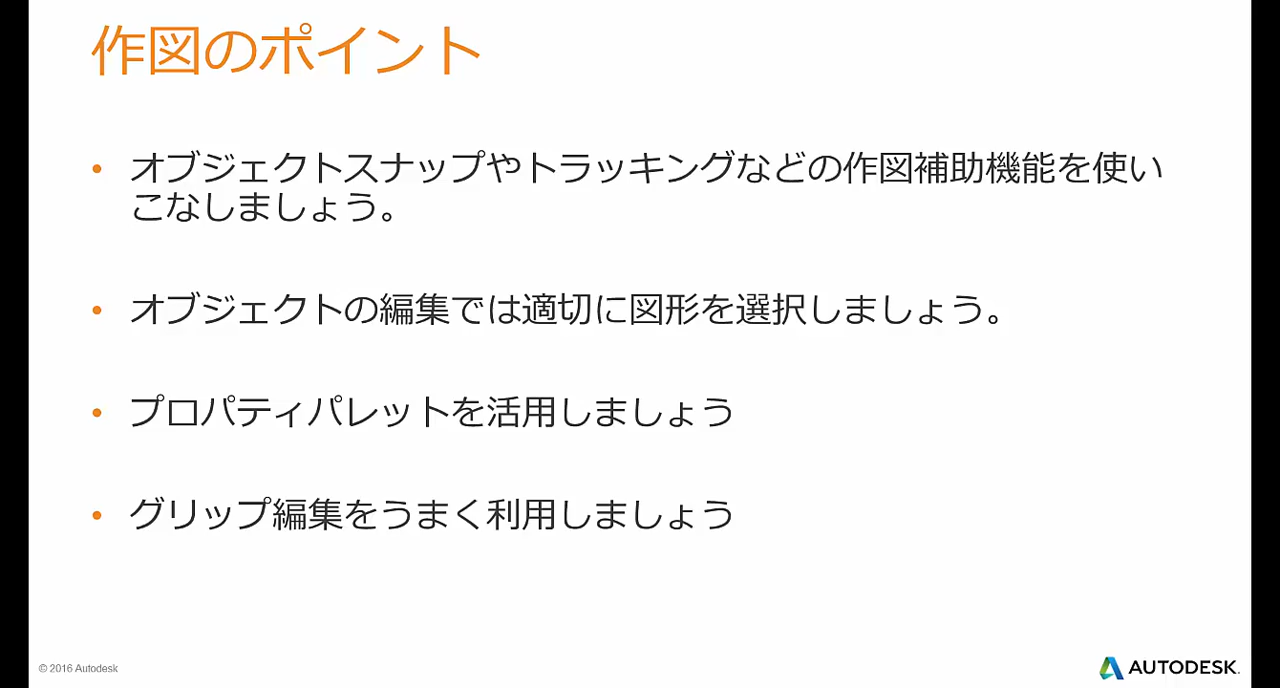 作図のポイント
• オブジェクトスナップやトラッキングなどの作図補助機能を使い
こなしましょう。
• オブジェクトの編集では適切に図形を選択しましょう。
• プロパティパレットを活用しましょう
• グリップ編集をうまく利用しましょう
© 2016 Autodesk
AUTODESK.